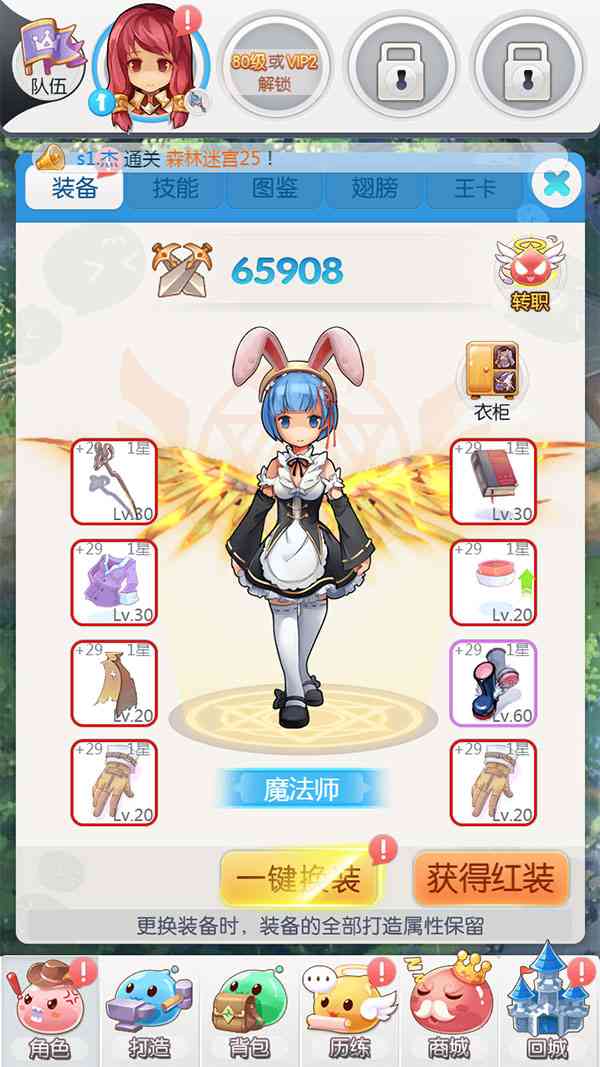 队伍
80级或VIP2
解锁
s1.杰 通关 森林迷宫25！
装备
技能
图鉴
翅膀
王卡
65908
转职
衣柜
+29 1星
Lv.30
+29 1星
Lv.30
+29 1星
Lv.30
+29 1星
Lv.20
+29 1星
Lv.20
+29 1星
Lv.60
+29 1星
Lv.20
+29 1星
Lv.20
魔法师
一键换装
获得红装
更换装备时，装备的全部打造属性保留
角色
打造
背包
历练
商城
回城